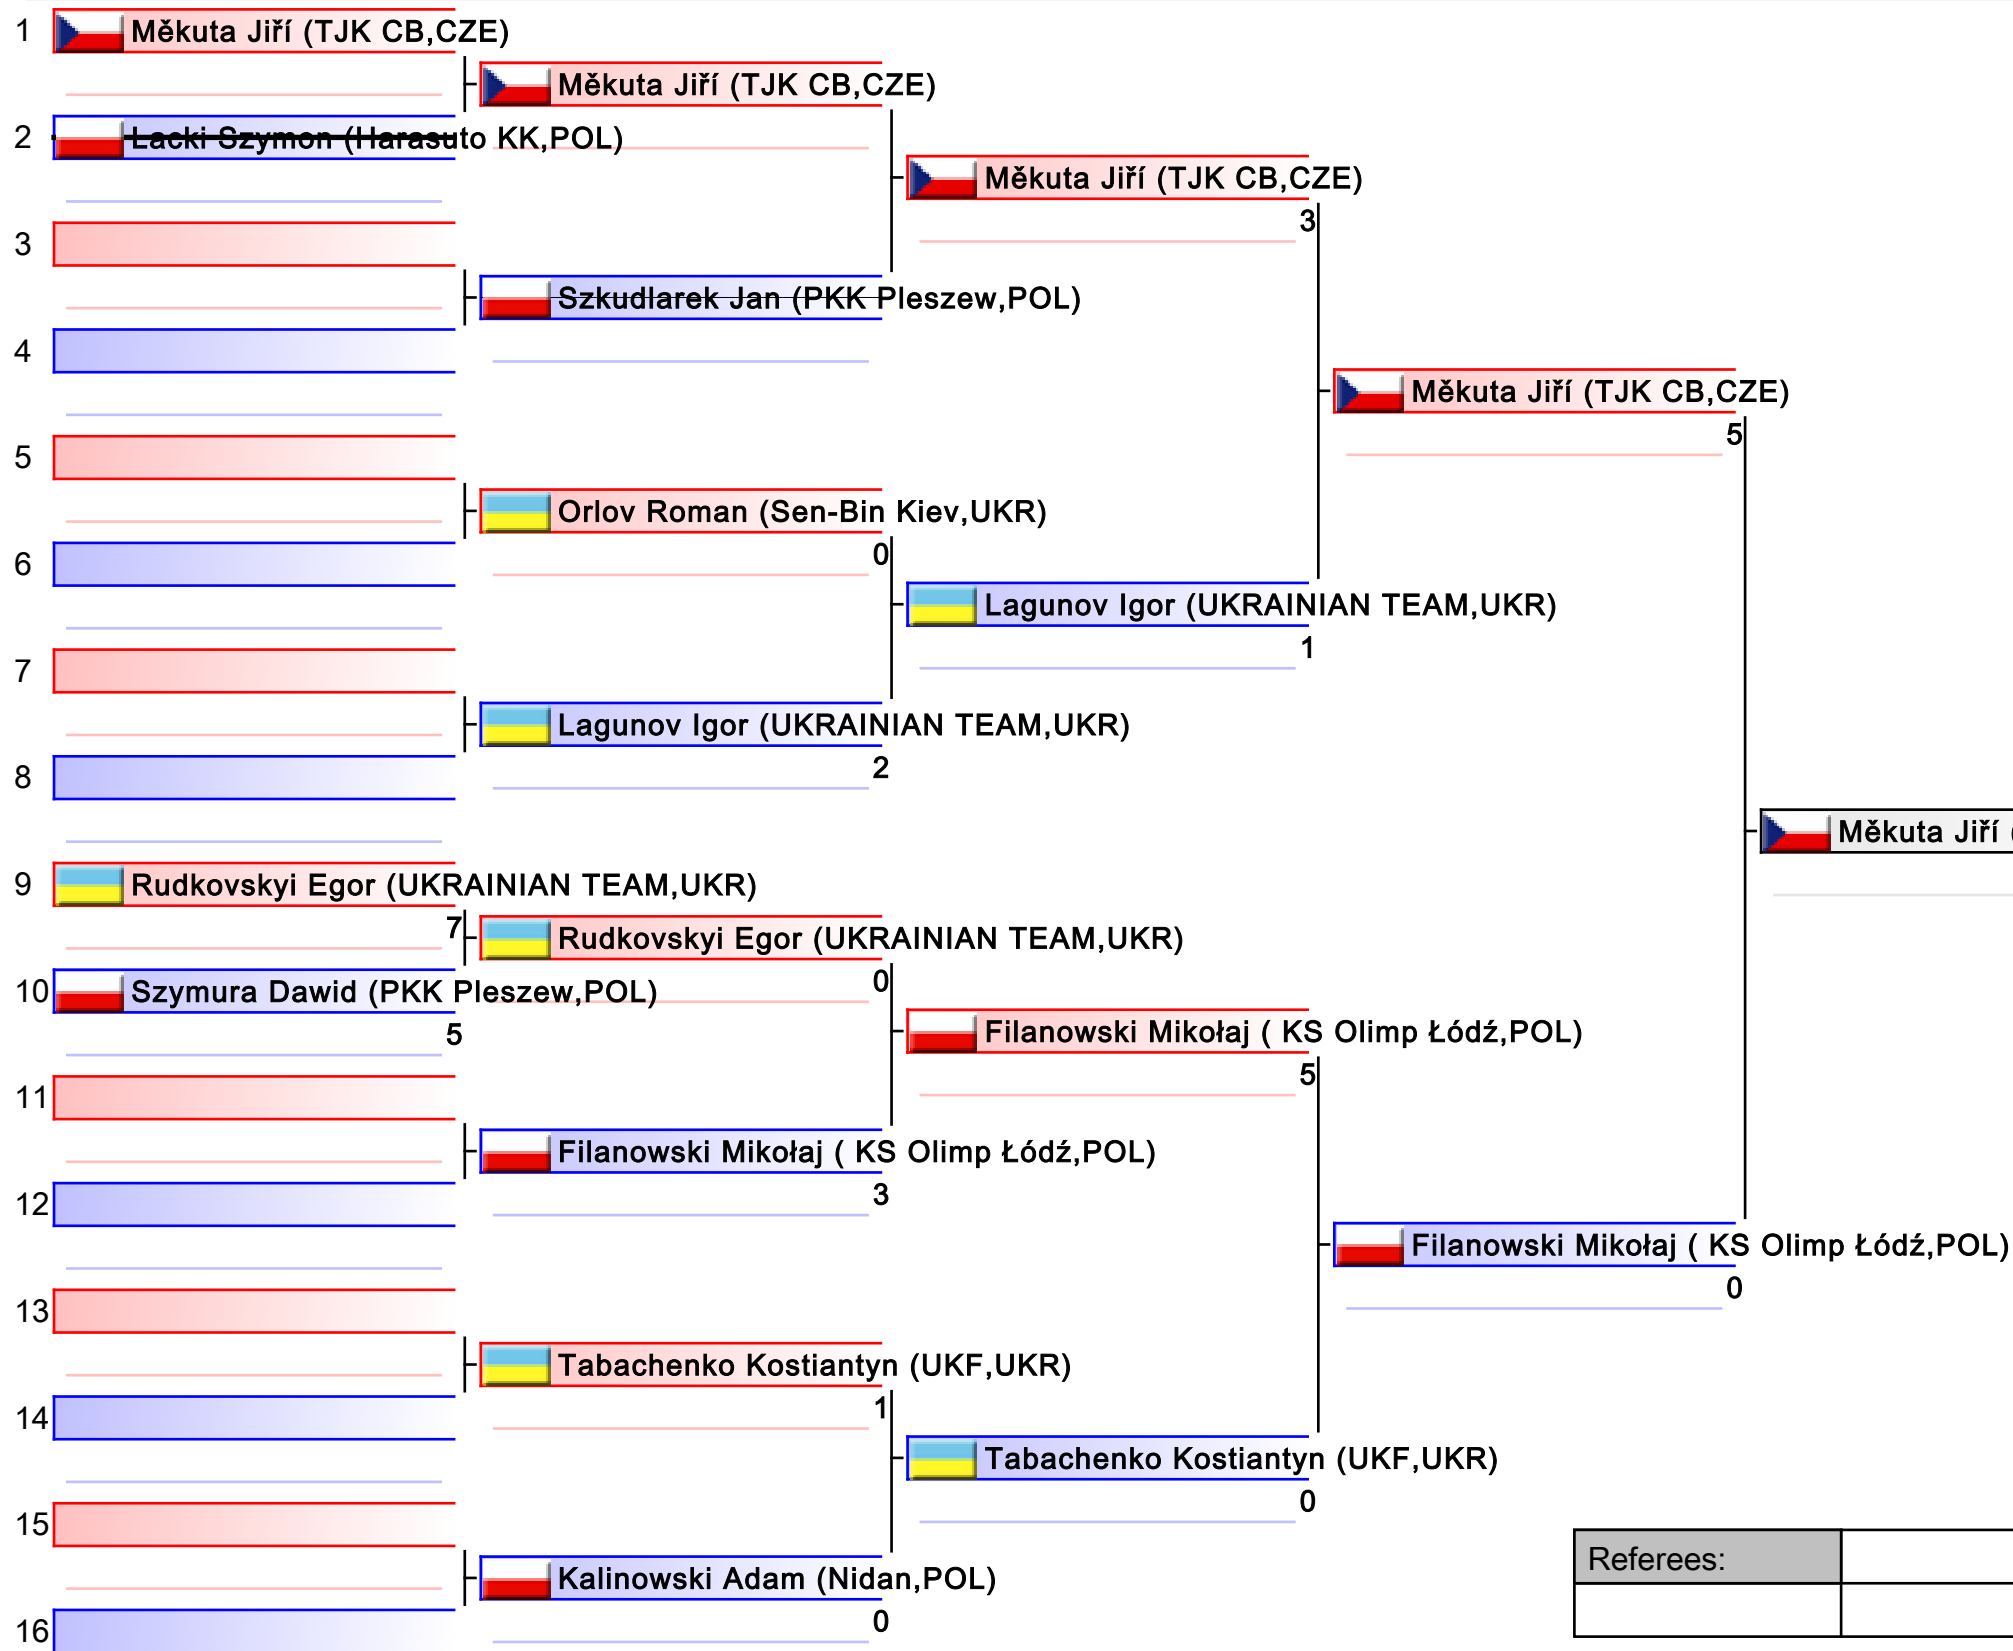 1 Měkuta Jiří (TJK CB,CZE)
Měkuta Jiří (TJK CB,CZE)
2 Lacki Szymon (Harasuto KK,POL)
Měkuta Jiří (TJK CB,CZE)
3
3
Szkudlarek Jan (PKK Pleszew,POL)
4
Měkuta Jiří (TJK CB,CZE)
5
5
Orlov Roman (Sen-Bin Kiev,UKR)
0
6
Lagunov Igor (UKRAINIAN TEAM,UKR)
1
7
Lagunov Igor (UKRAINIAN TEAM,UKR)
2
8
Měkuta Jiří (
9 Rudkovskyi Egor (UKRAINIAN TEAM,UKR)
7
Rudkovskyi Egor (UKRAINIAN TEAM,UKR)
0
10 Szymura Dawid (PKK Pleszew,POL)
5
Filanowski Mikołaj ( KS Olimp Łódź,POL)
5
11
Filanowski Mikołaj ( KS Olimp Łódź,POL)
3
12
Filanowski Mikołaj ( KS Olimp Łódź,POL)
0
13
Tabachenko Kostiantyn (UKF,UKR)
1
14
Tabachenko Kostiantyn (UKF,UKR)
0
15
Referees:
Kalinowski Adam (Nidan,POL)
0
16